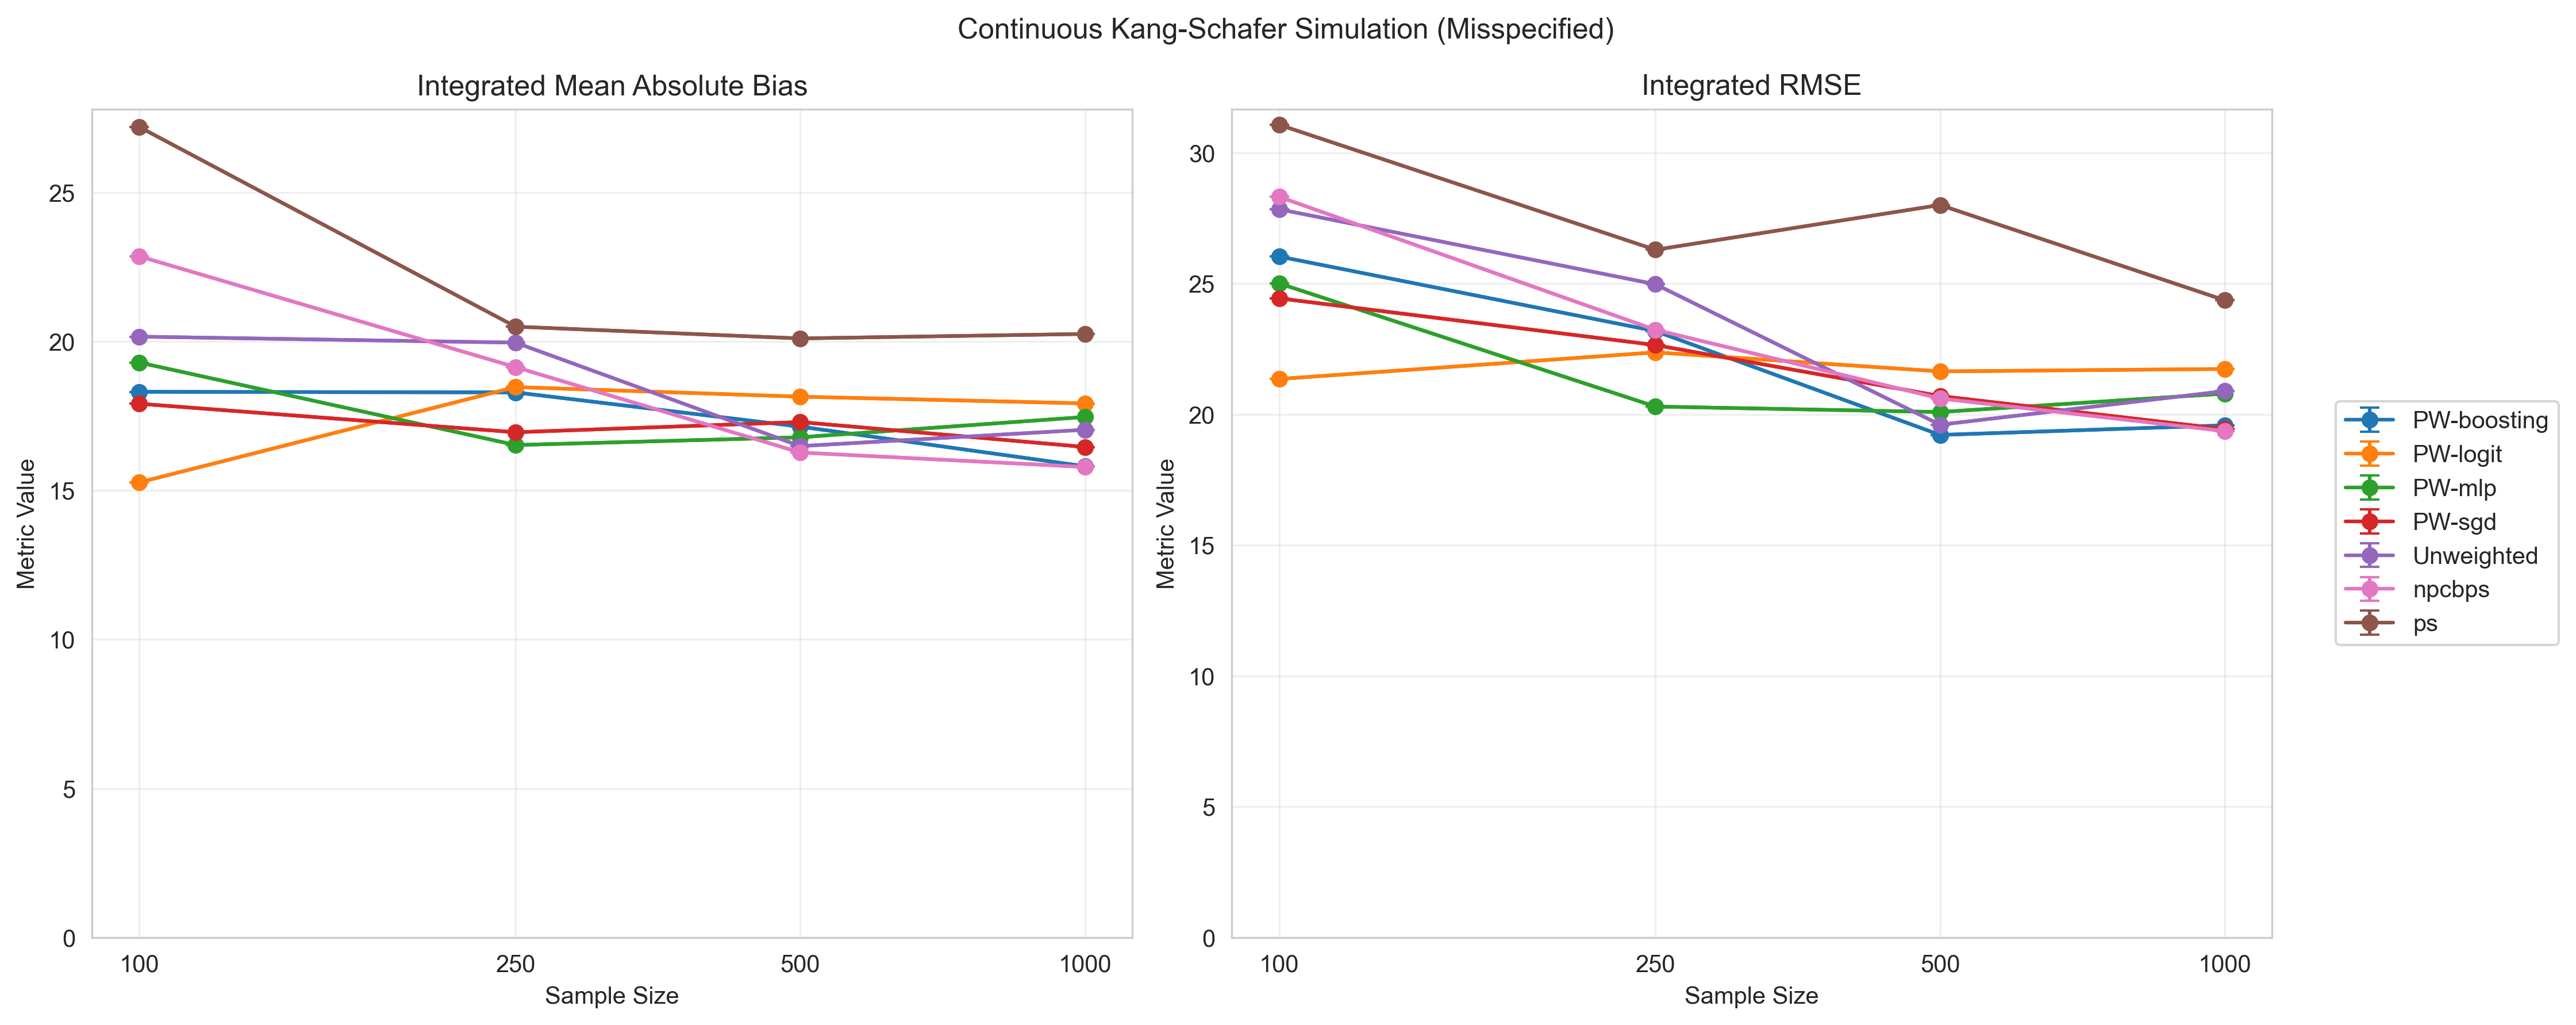 Continuous Kang-Schafer Simulation (Misspecified)
Integrated Mean Absolute Bias
Metric Value
25
20
15
10
5
0
100 250 500 1000
Sample Size
Integrated RMSE
Metric Value
30
25
20
15
10
5
0
100 250 500 1000
Sample Size
PW-boosting
PW-logit
PW-mlp
PW-sgd
Unweighted
npcbps
ps